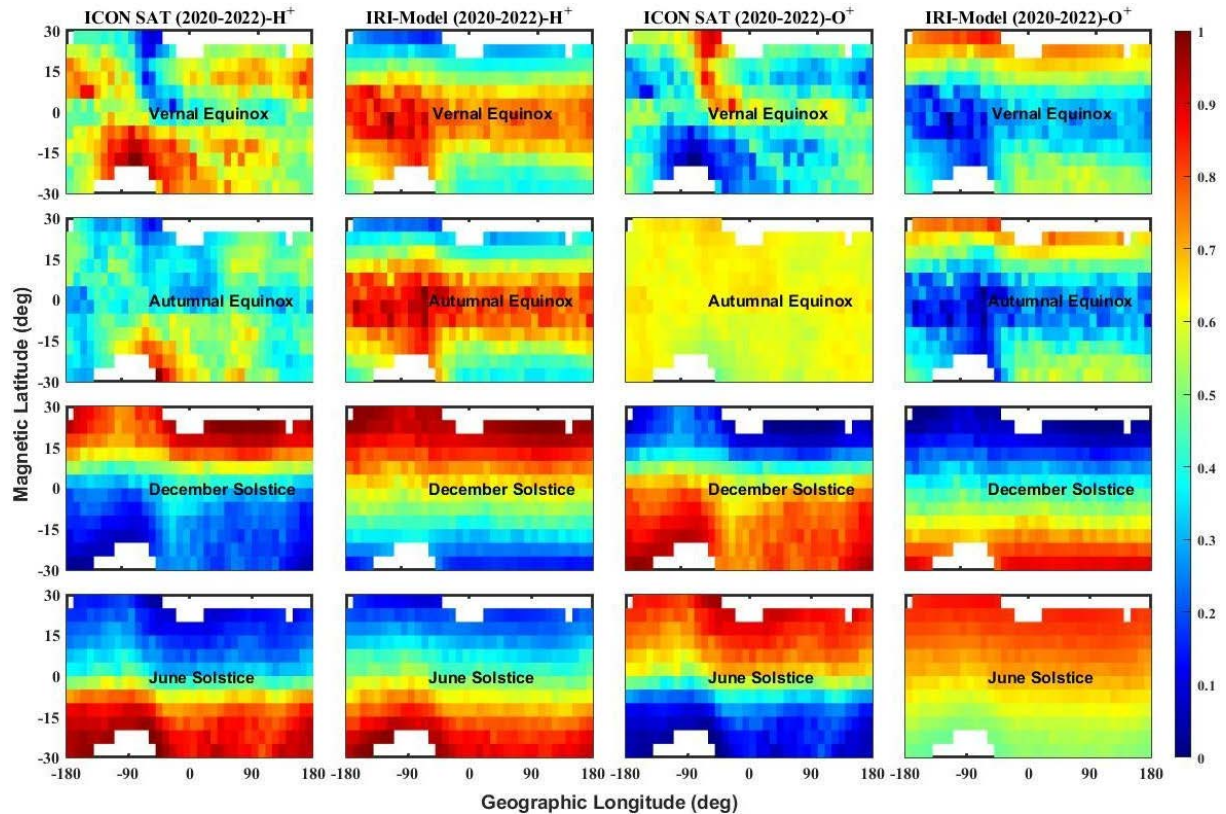 ICON SAT (2020-2022)-H⁺ IRI-Model (2020-2022)-H⁺ ICON SAT (2020-2022)-O⁺ IRI-Model (2020-2022)-O⁺
30 1
15 0.9
0 Vernal Equinox Vernal Equinox Vernal Equinox Vernal Equinox
-15 0.8
-30
30 0.7
15
0 Autumnal Equinox Autumnal Equinox Autumnal Equinox Autumnal Equinox 0.6
-15
-30
Magnetic Latitude (deg)
30 0.5
15
0 December Solstice December Solstice December Solstice December Solstice 0.4
-15 0.3
-30
30
15 0.2
0 June Solstice June Solstice June Solstice June Solstice
-15 0.1
-30 0
-180 -90 0 90 180 -90 0 90 180 -90 0 90 180 -90 0 90 180
Geographic Longitude (deg)